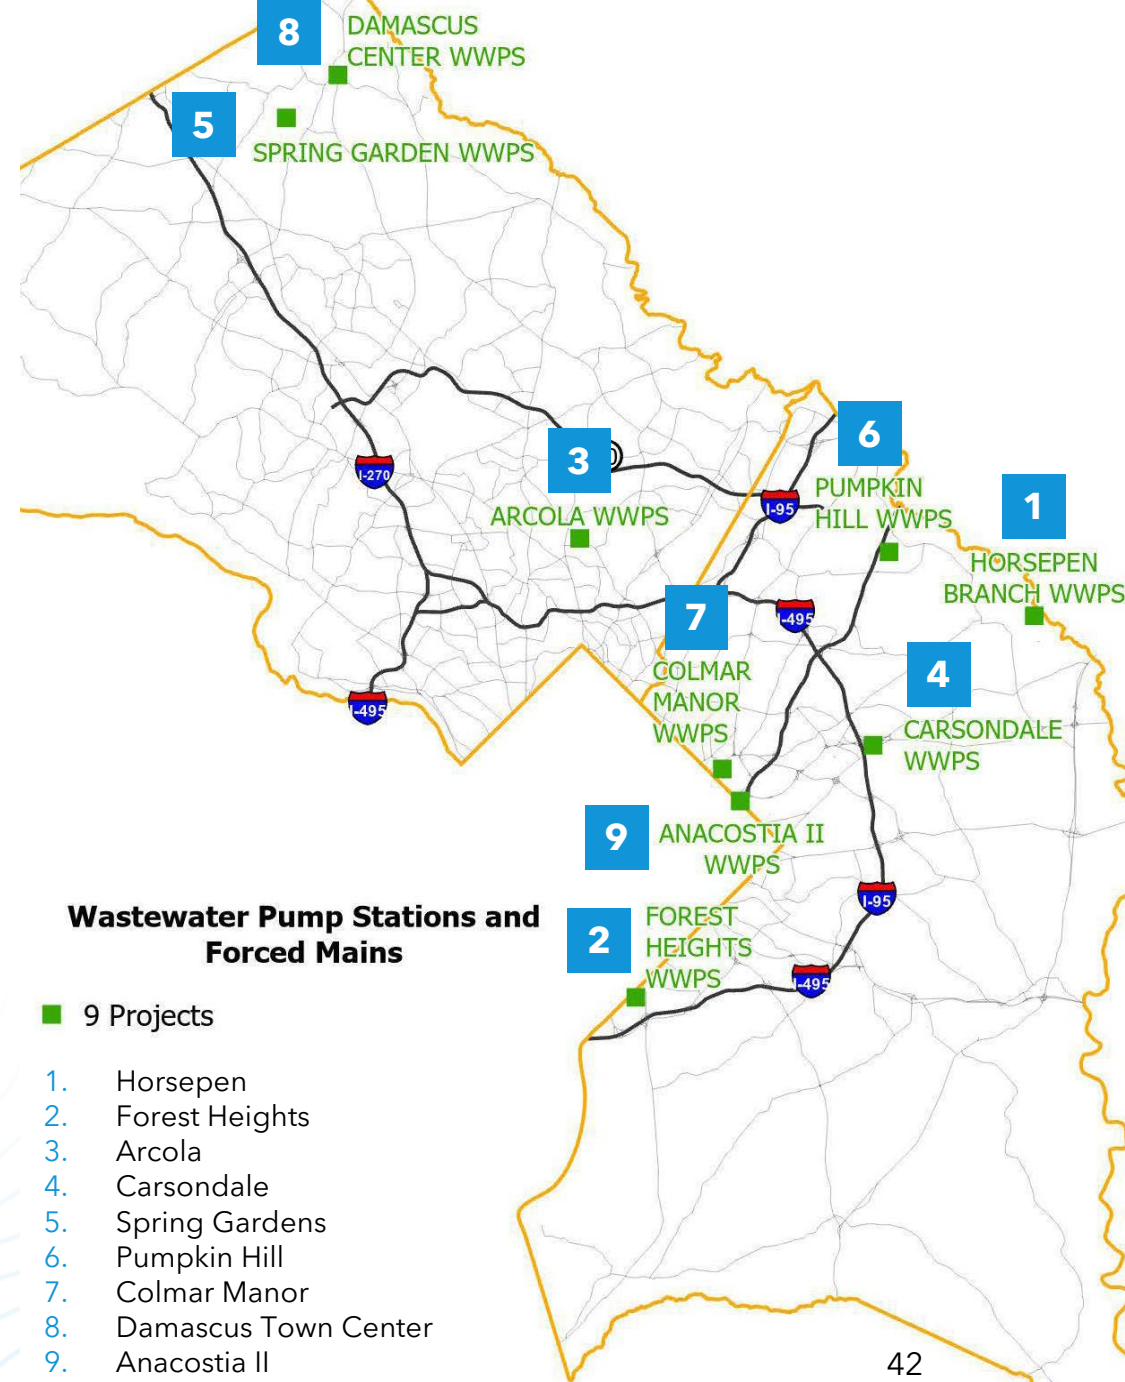 8
DAMASCUS
CENTER WWPS
5
SPRING GARDEN WWPS
6
3
I-270
PUMPKIN
HILL WWPS
I-95
1
ARCOLA WWPS
HORSEPEN
BRANCH WWPS
7
I-495
4
COLMAR
MANOR
WWPS
I-495
CARSONDALE
WWPS
9
ANACOSTIA II
WWPS
I-95
2
FOREST
HEIGHTS
WWPS
I-495
Wastewater Pump Stations and
Forced Mains
9 Projects
1. Horsepen
2. Forest Heights
3. Arcola
4. Carsondale
5. Spring Gardens
6. Pumpkin Hill
7. Colmar Manor
8. Damascus Town Center
9. Anacostia II
42